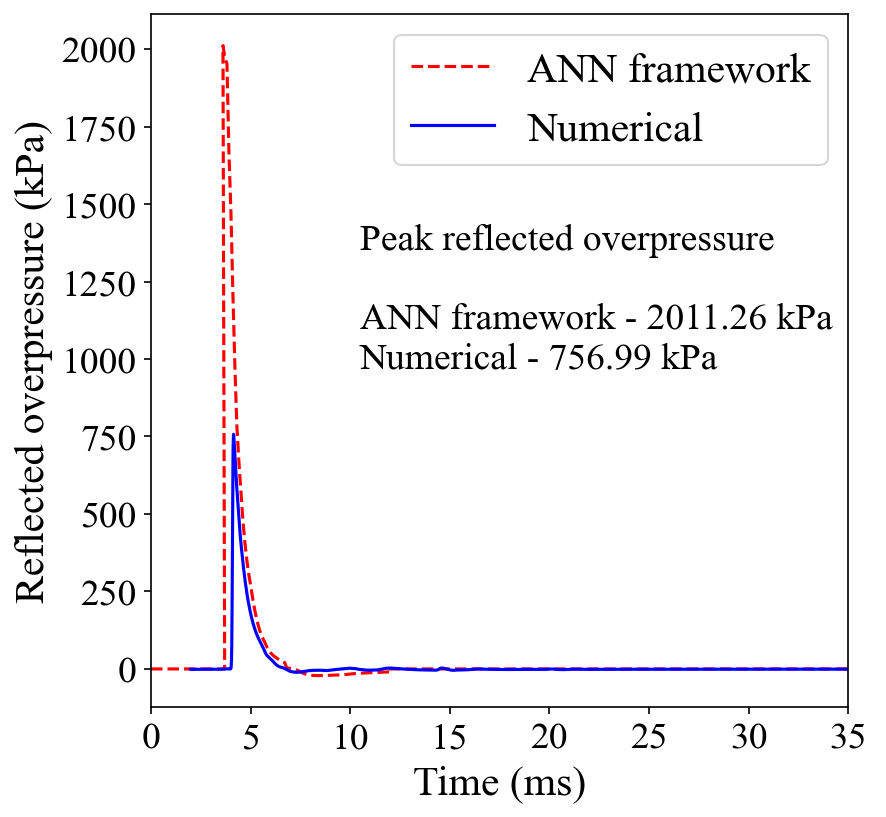 Reflected overpressure (kPa)
2000
1750
1500
1250
1000
750
500
250
0
ANN framework
Numerical
Peak reflected overpressure
ANN framework - 2011.26 kPa
Numerical - 756.99 kPa
0 5 10 15 20 25 30 35
Time (ms)